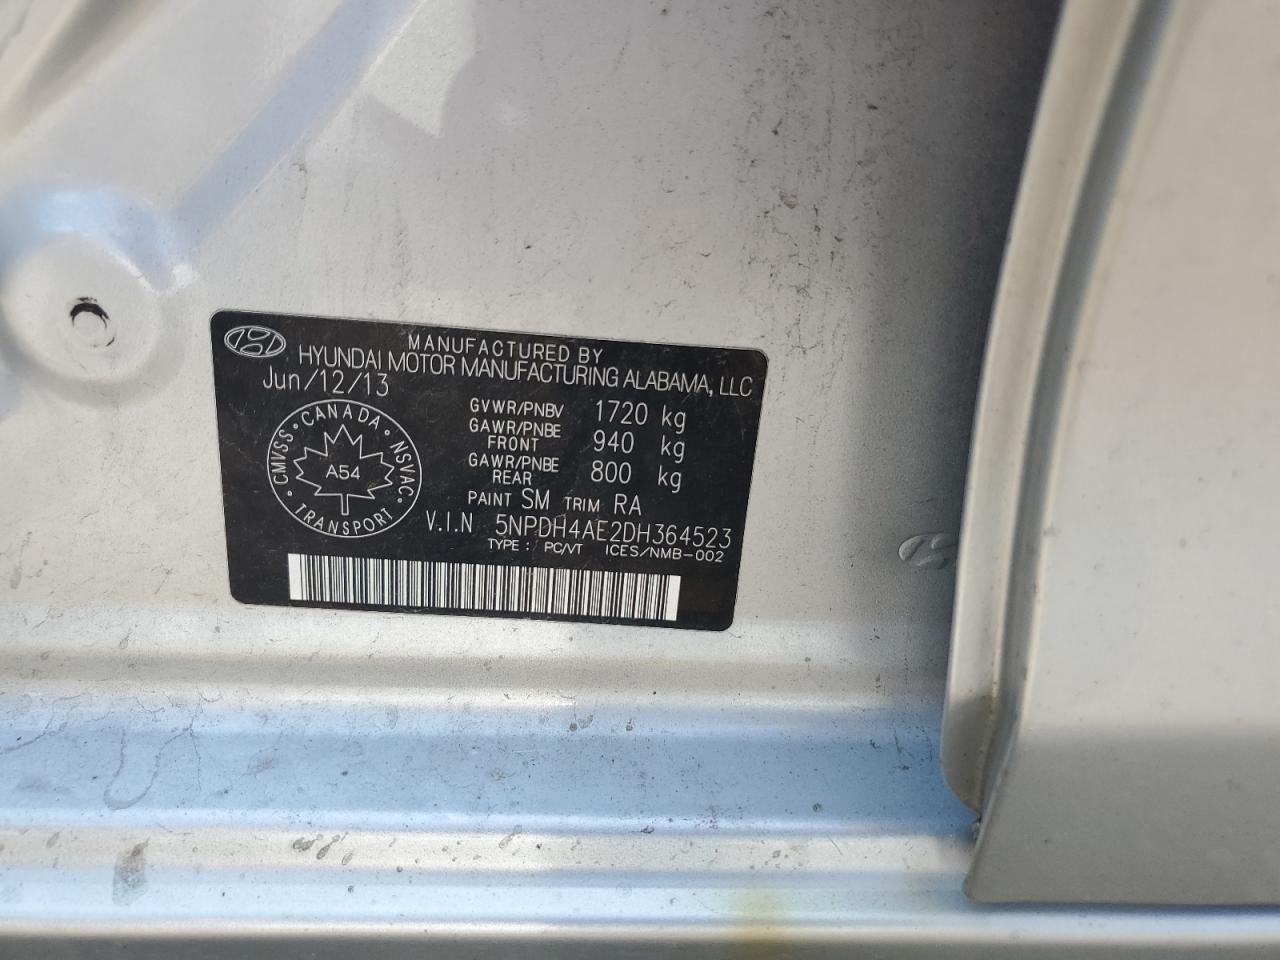 MANUFACTURED BY
HYUNDAI MOTOR MANUFACTURING ALABAMA, LLC
Jun/12/13
GVWR/PNBV 1720 kg
GAWR/PNBE FRONT 940 kg
GAWR/PNBE REAR 800 kg
PAINT SM TRIM RA
CMVSS · CANADA · NSVAC · TRANSPORT ·
A54
V.I.N 5NPDH4AE2DH364523
TYPE : PC/VT ICES/NMB-002